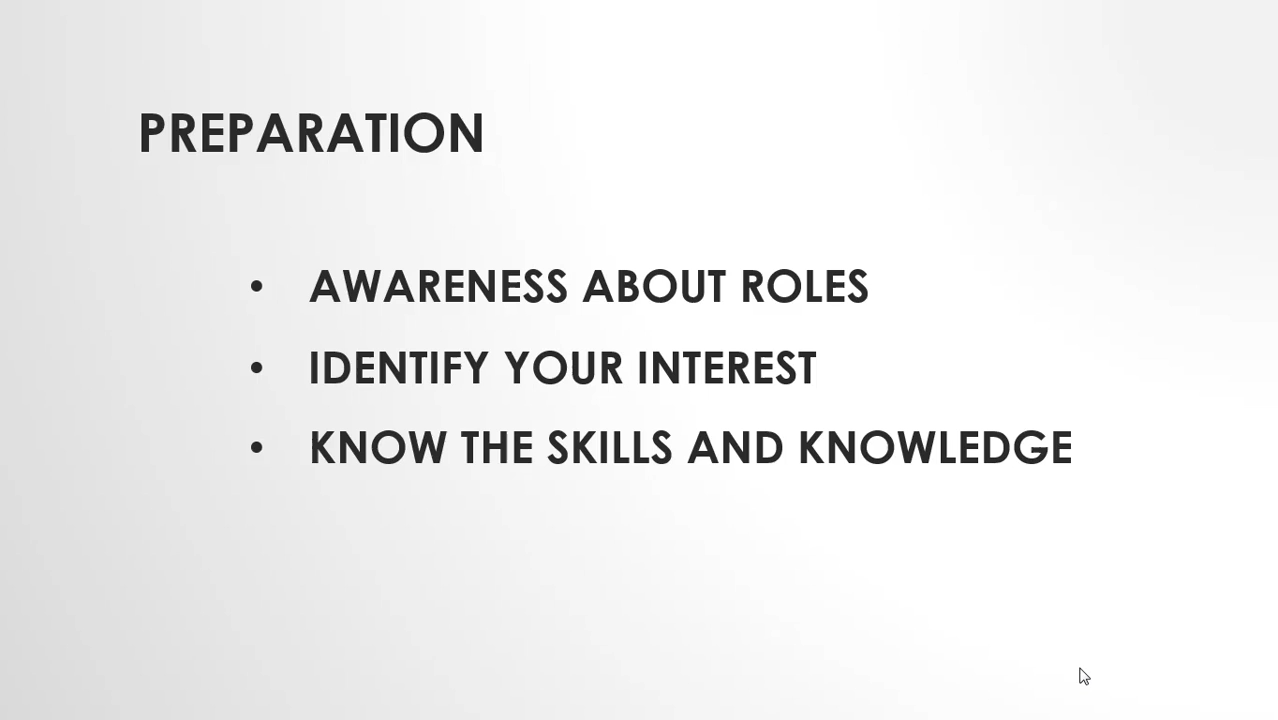 PREPARATION
• AWARENESS ABOUT ROLES
• IDENTIFY YOUR INTEREST
• KNOW THE SKILLS AND KNOWLEDGE